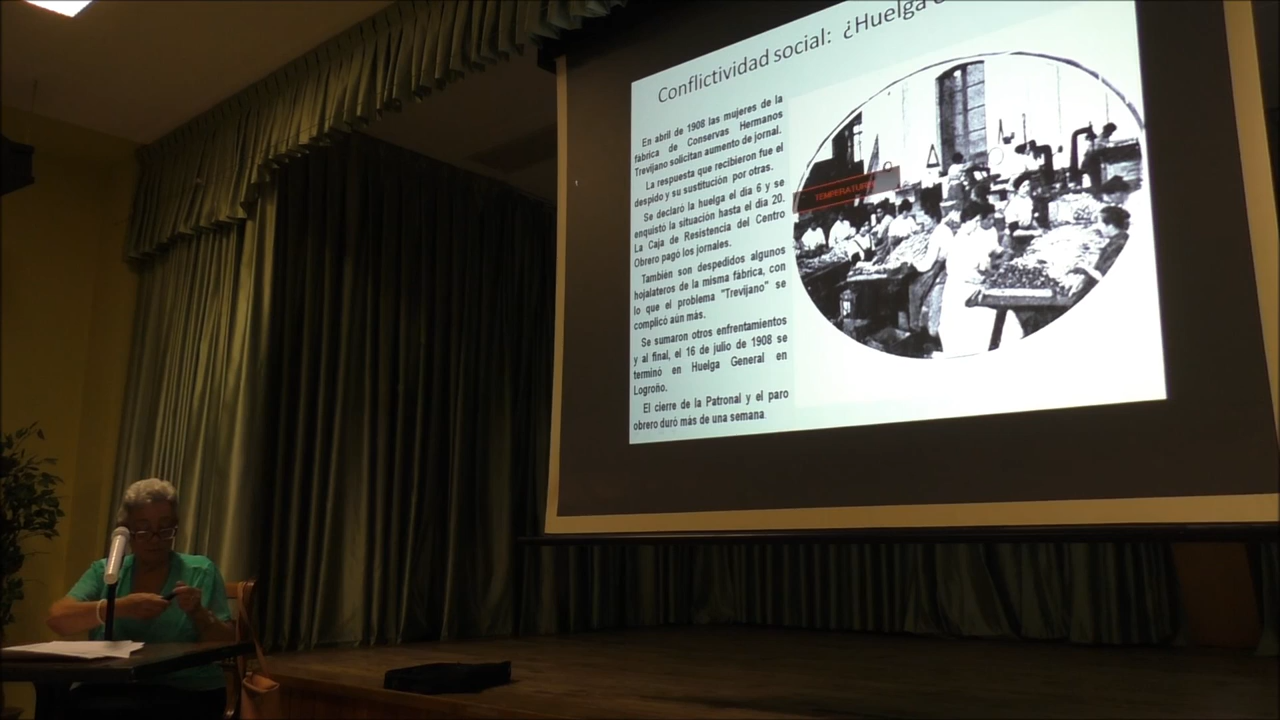 Conflictividad social: ¿Huelga
En abril de 1908 las mujeres de la
fábrica de Conservas Hermanos
Trevijano solicitan aumento de jornal.
La respuesta que recibieron fue el
despido y su sustitución por otras.
Se declaró la huelga el día 6 y se
enquistó la situación hasta el día 20.
La Caja de Resistencia del Centro
Obrero pagó los jornales.
También son despedidos algunos
hojalateros de la misma fábrica, con
lo que el problema "Trevijano" se
complicó aún más.
Se sumaron otros enfrentamientos
y al final, el 16 de julio de 1908 se
terminó en Huelga General en
Logroño.
El cierre de la Patronal y el paro
obrero duró más de una semana
TEMPERATURA